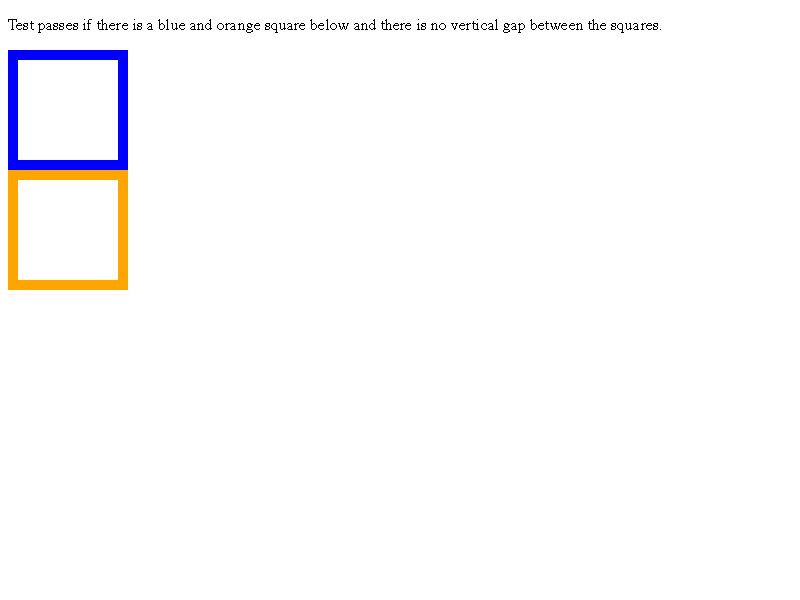 Test passes if there is a blue and orange square below and there is no vertical gap between the squares.